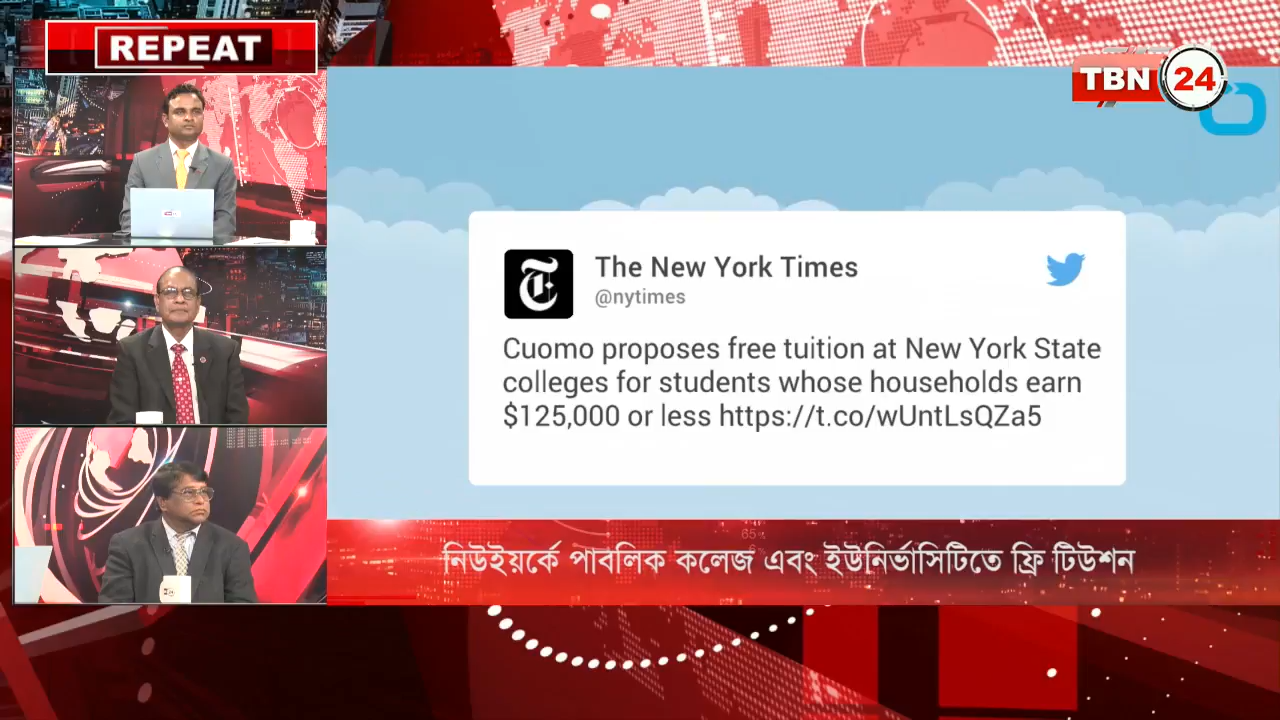 REPEAT
TBN 24
The New York Times
@nytimes
Cuomo proposes free tuition at New York State
colleges for students whose households earn
$125,000 or less https://t.co/wUntLsQZa5
নিউইয়র্কে পাবলিক কলেজ এবং ইউনির্ভাসিটিতে ফ্রি টিউশন